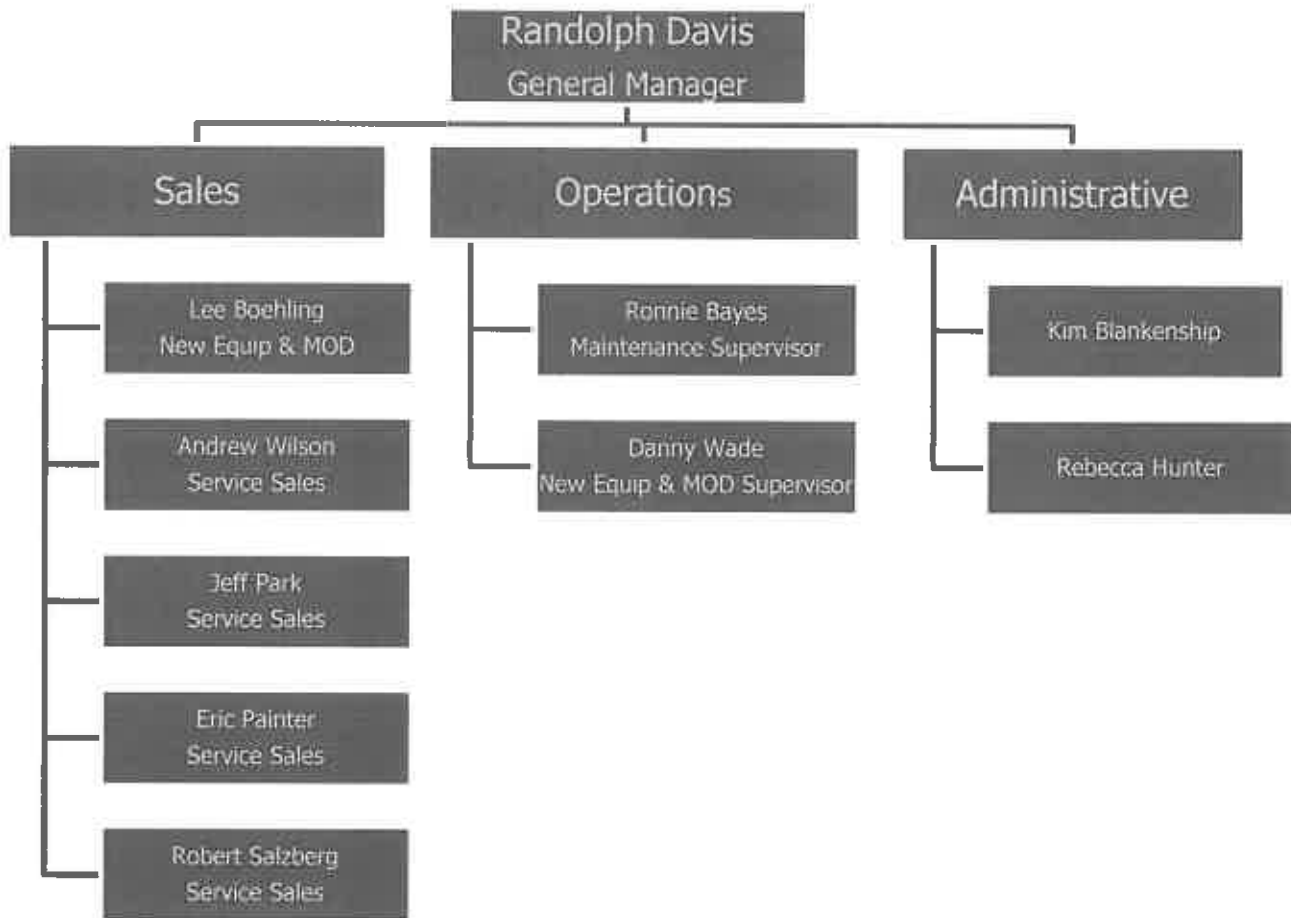 Randolph Davis
General Manager
Sales
Operations
Administrative
Lee Boehling
New Equip & MOD
Andrew Wilson
Service Sales
Jeff Park
Service Sales
Eric Painter
Service Sales
Robert Salzberg
Service Sales
Ronnie Bayes
Maintenance Supervisor
Danny Wade
New Equip & MOD Supervisor
Kim Blankenship
Rebecca Hunter